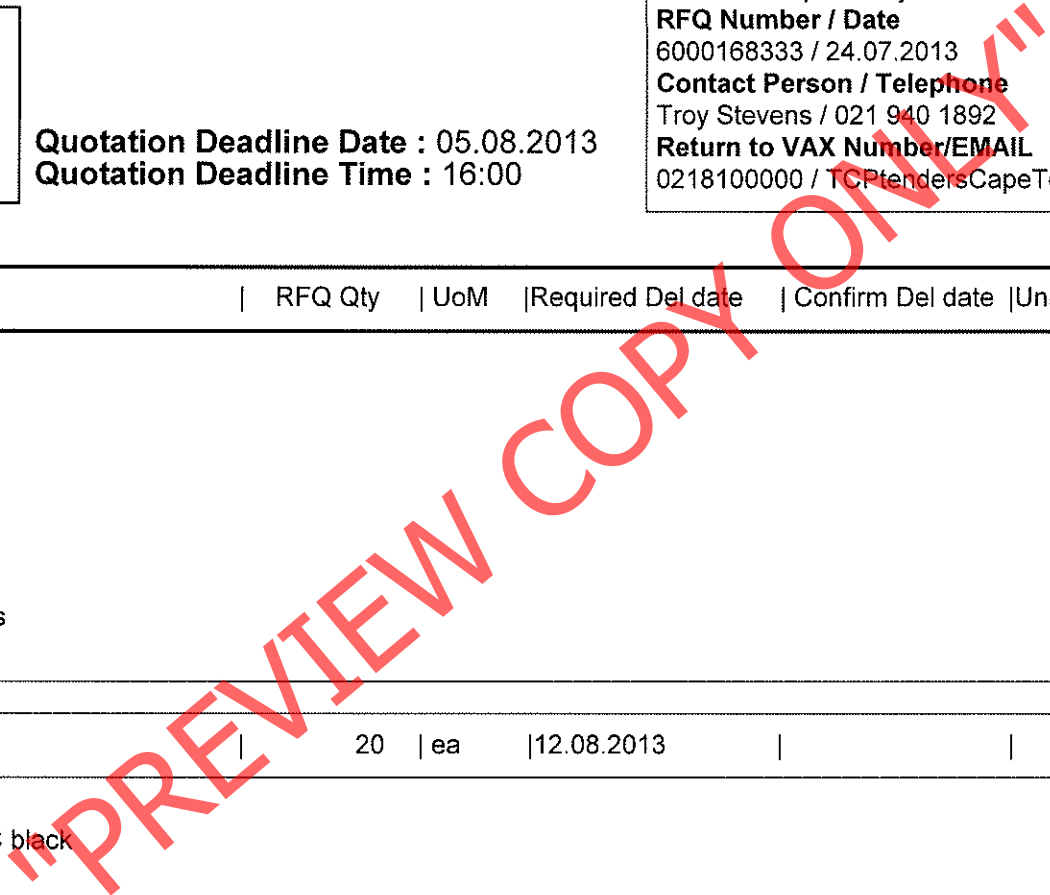 RFQ Number / Date
6000168333 / 24.07.2013
Contact Person / Telephone
Troy Stevens / 021 940 1892
Return to VAX Number/EMAIL
0218100000 / TCPtendersCapeT
Quotation Deadline Date : 05.08.2013
Quotation Deadline Time : 16:00
| RFQ Qty | UoM |Required Del date | Confirm Del date |Un
s
| 20 | ea |12.08.2013 | |
black
"PREVIEW COPY ONLY"